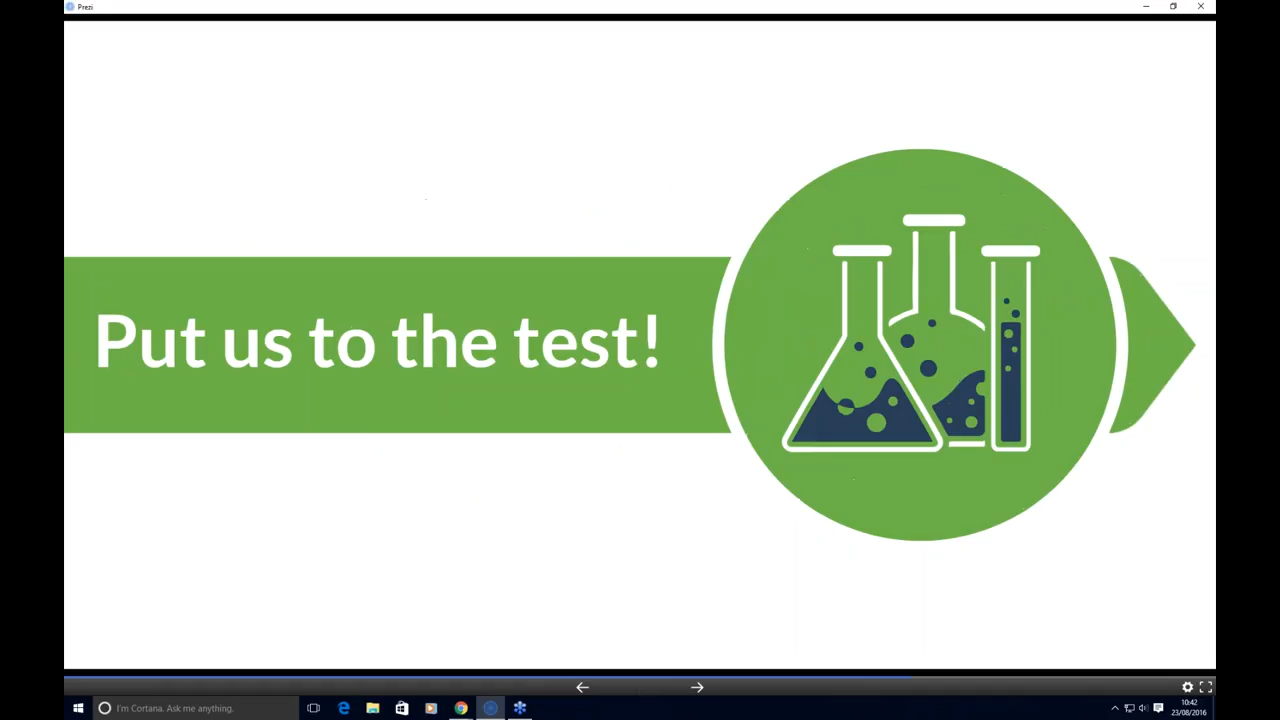 Prezi
Put us to the test!
I'm Cortana. Ask me anything.
10:42
23/08/2016